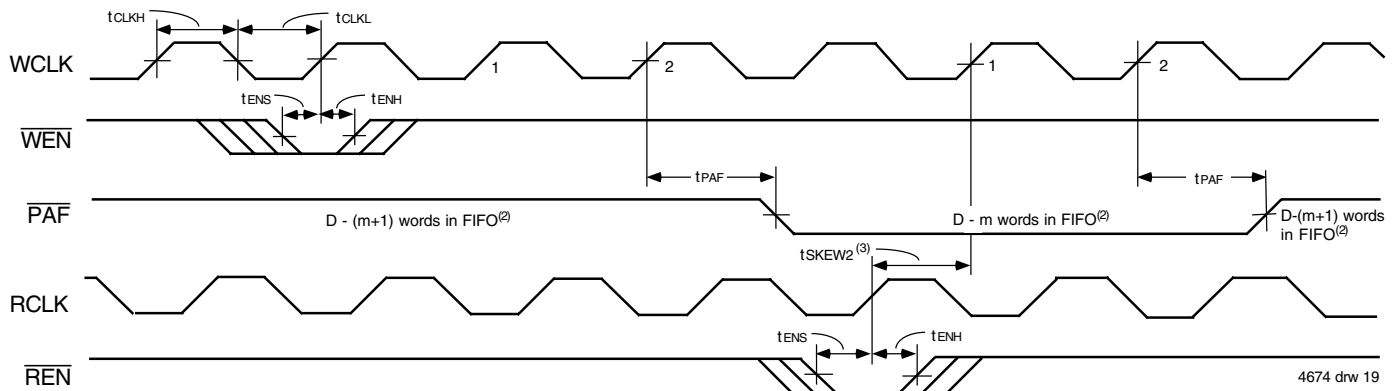 tCLKH
tCLKL
WCLK
1
2
1
2
tENS
tENH
WEN
tPAF
tPAF
PAF
D - (m+1) words in FIFO(2)
D - m words in FIFO(2)
D-(m+1) words
in FIFO(2)
tSKEW2(3)
RCLK
tENS
tENH
REN
4674 drw 19